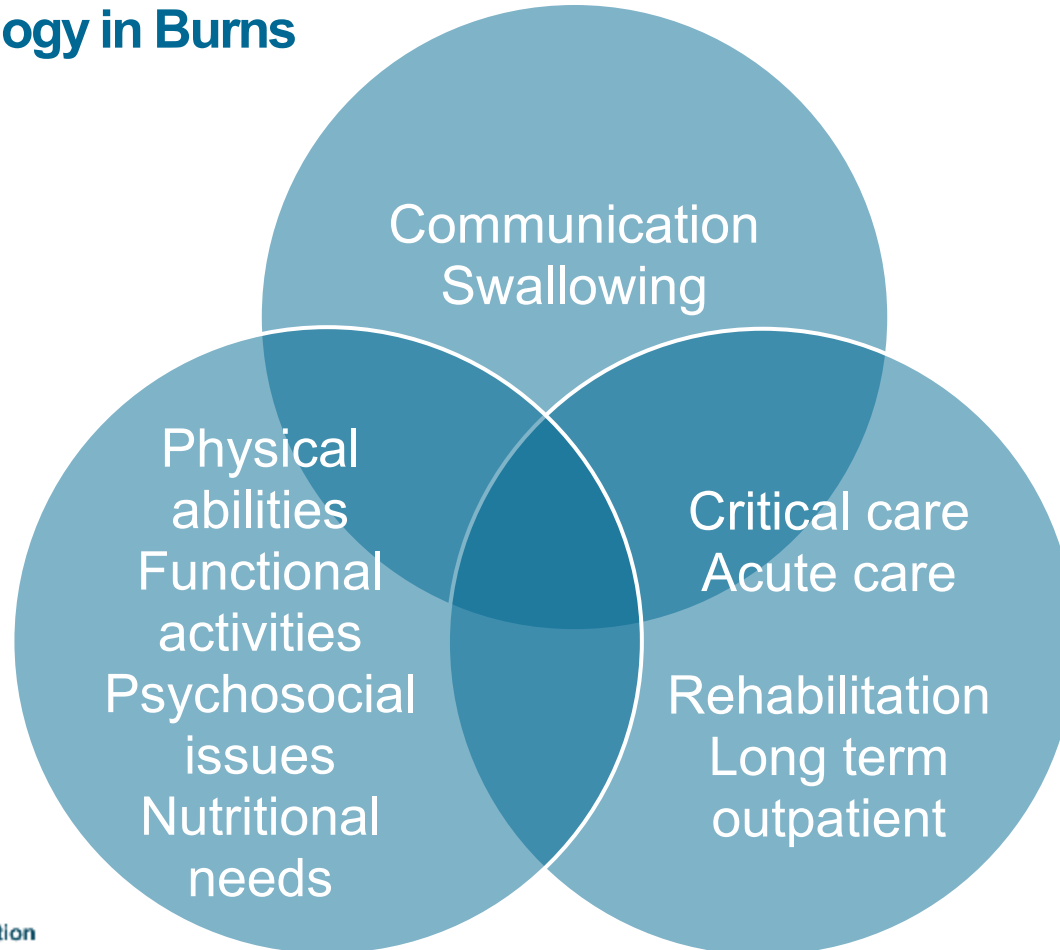 ogy in Burns
Communication
Swallowing
Physical
abilities
Functional
activities
Psychosocial
issues
Nutritional
needs
Critical care
Acute care
Rehabilitation
Long term
outpatient
tion